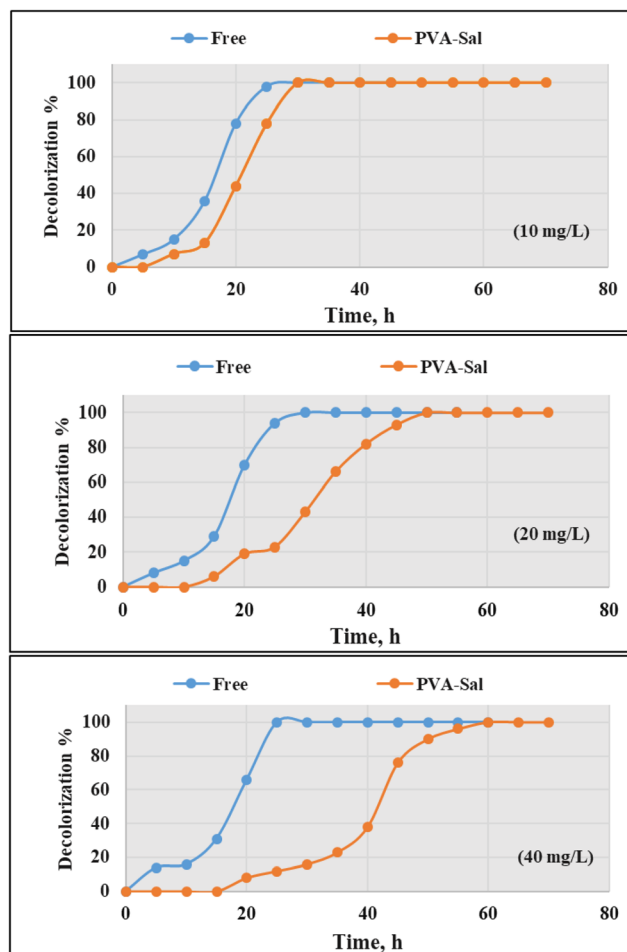 Free PVA-Sal
Decolorization %
100
80
60
40
20
0
0 20 40 60 80
(10 mg/L)
Time, h
Free PVA-Sal
Decolorization %
100
80
60
40
20
0
0 20 40 60 80
(20 mg/L)
Time, h
Free PVA-Sal
Decolorization %
100
80
60
40
20
0
0 20 40 60 80
(40 mg/L)
Time, h